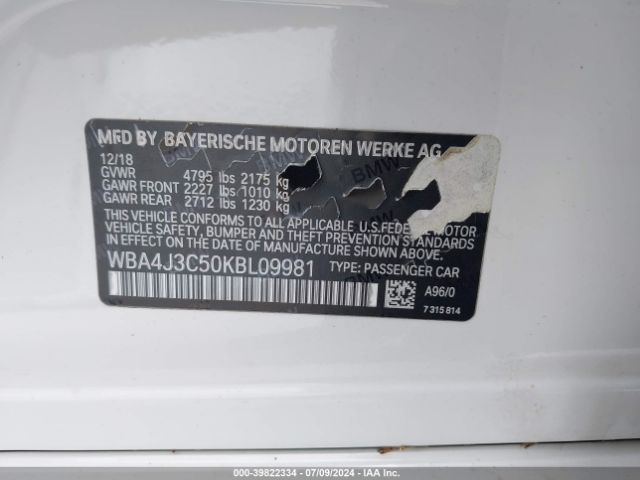 MFD BY BAYERISCHE MOTOREN WERKE AG
12/18
GVWR 4795 lbs 2175 kg
GAWR FRONT 2227 lbs 1010 kg
GAWR REAR 2712 lbs 1230 kg
THIS VEHICLE CONFORMS TO ALL APPLICABLE U.S.FEDERAL MOTOR
VEHICLE SAFETY, BUMPER, AND THEFT PREVENTION STANDARDS
IN EFFECT ON THE DATE OF MANUFACTURE SHOWN ABOVE.
WBA4J3C50KBL09981 TYPE: PASSENGER CAR
A96/0
7 315 814
000-39822334 | 07/09/2024 | IAA Inc.